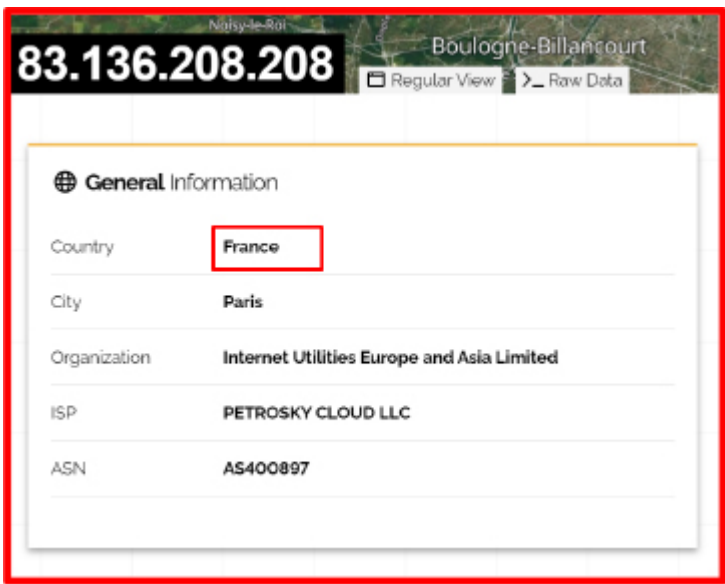 Noisy-le-Roi
Boulogne-Billancourt
83.136.208.208
Regular View
>_ Raw Data
General Information
Country France
City Paris
Organization Internet Utilities Europe and Asia Limited
ISP PETROSKY CLOUD LLC
ASN AS400897